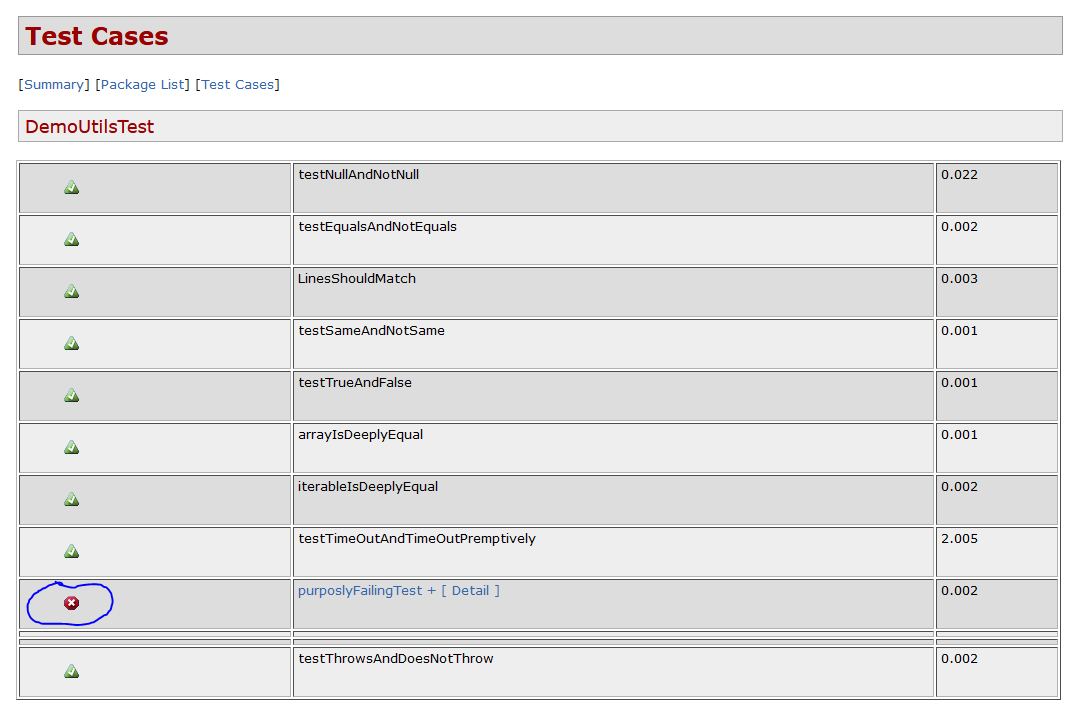 Test Cases
[Summary] [Package List] [Test Cases]
DemoUtilsTest
testNullAndNotNull 0.022
testEqualsAndNotEquals 0.002
LinesShouldMatch 0.003
testSameAndNotSame 0.001
testTrueAndFalse 0.001
arrayIsDeeplyEqual 0.001
iterableIsDeeplyEqual 0.002
testTimeOutAndTimeOutPremptively 2.005
purposlyFailingTest + [ Detail ] 0.002
testThrowsAndDoesNotThrow 0.002